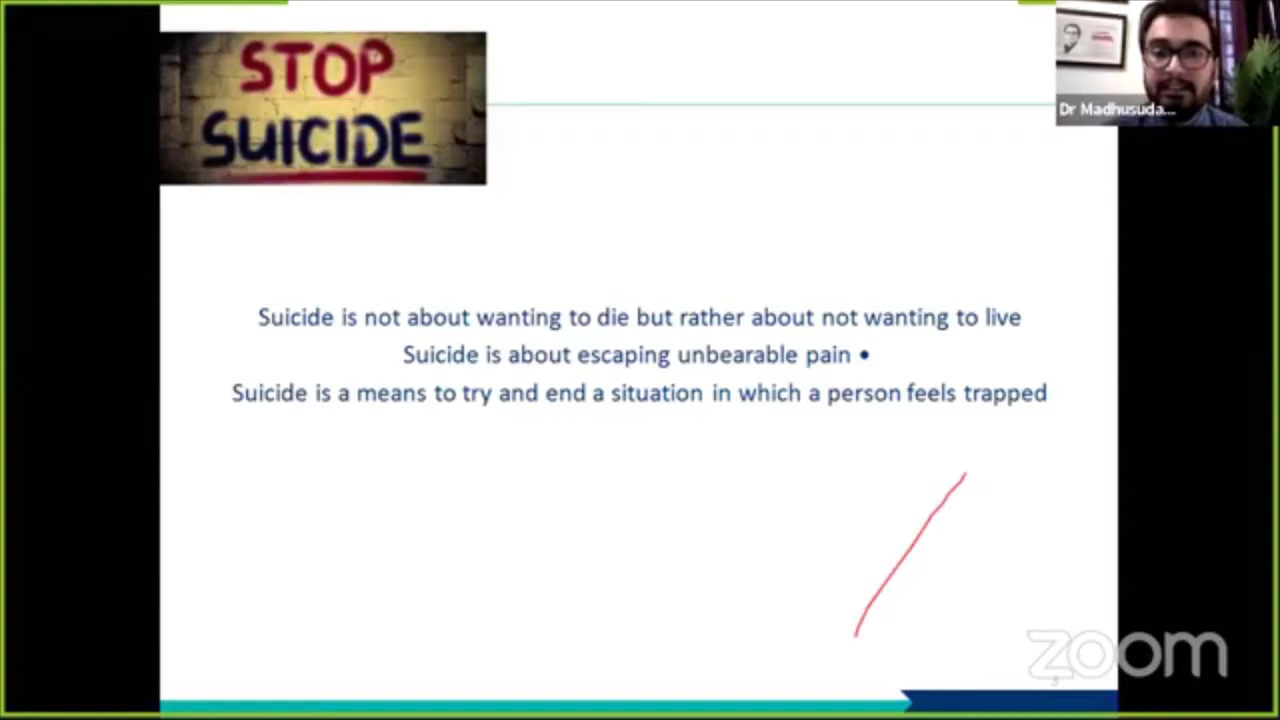 STOP
SUICIDE
Dr Madhusuda...
Suicide is not about wanting to die but rather about not wanting to live
Suicide is about escaping unbearable pain •
Suicide is a means to try and end a situation in which a person feels trapped
zoom